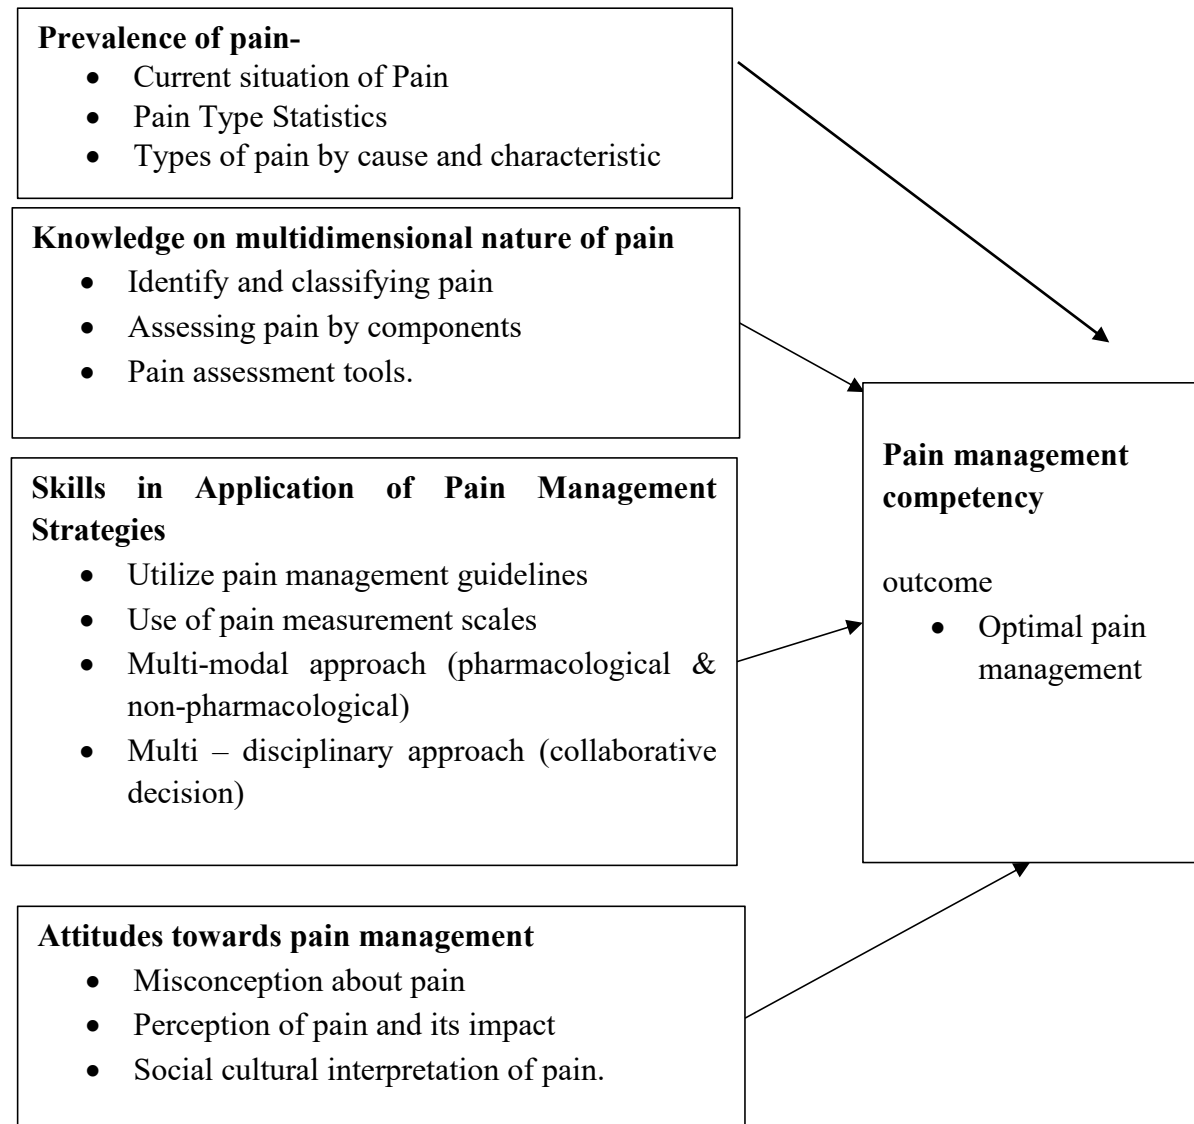 Prevalence of pain-
• Current situation of Pain
• Pain Type Statistics
• Types of pain by cause and characteristic
Knowledge on multidimensional nature of pain
• Identify and classifying pain
• Assessing pain by components
• Pain assessment tools.
Skills in Application of Pain Management
Strategies
• Utilize pain management guidelines
• Use of pain measurement scales
• Multi-modal approach (pharmacological &
non-pharmacological)
• Multi – disciplinary approach (collaborative
decision)
Attitudes towards pain management
• Misconception about pain
• Perception of pain and its impact
• Social cultural interpretation of pain.
Pain management
competency
outcome
• Optimal pain
management